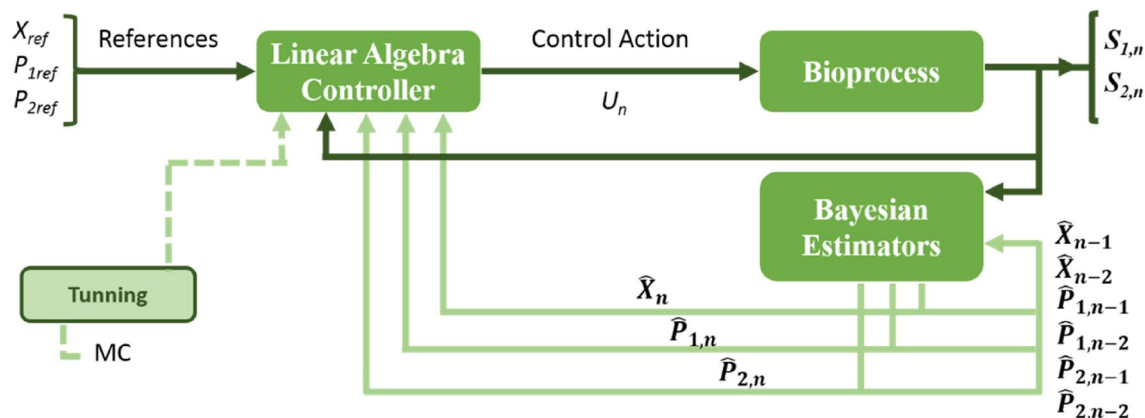 X_ref
P_1ref
P_2ref
References
Linear Algebra
Controller
Control Action
U_n
Bioprocess
S_1,n
S_2,n
Bayesian
Estimators
Tunning
MC
X̂_n
P̂_1,n
P̂_2,n
X̂_n−1
X̂_n−2
P̂_1,n−1
P̂_1,n−2
P̂_2,n−1
P̂_2,n−2